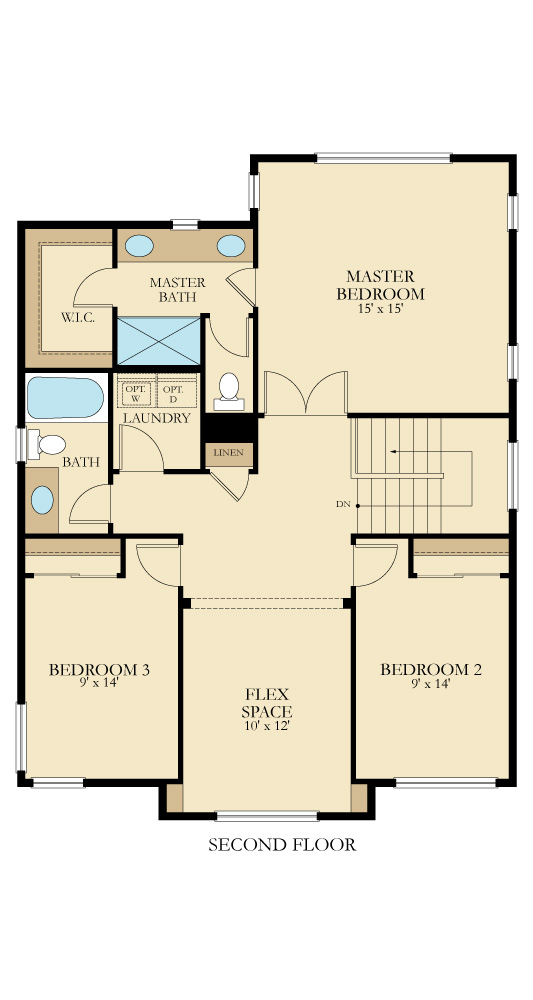 MASTER
BEDROOM
15' x 15'
MASTER
BATH
W.I.C.
OPT.
W
OPT.
D
LAUNDRY
LINEN
BATH
DN
BEDROOM 3
9' x 14'
BEDROOM 2
9' x 14'
FLEX
SPACE
10' x 12'
SECOND FLOOR